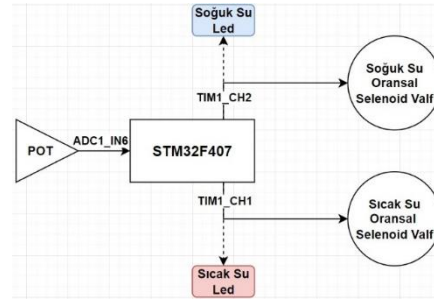 Soğuk Su
Led
TIM1_CH2
Soğuk Su
Oransal
Selenoid Valf
POT
ADC1_IN6
STM32F407
TIM1_CH1
Sıcak Su
Oransal
Selenoid Valf
Sıcak Su
Led